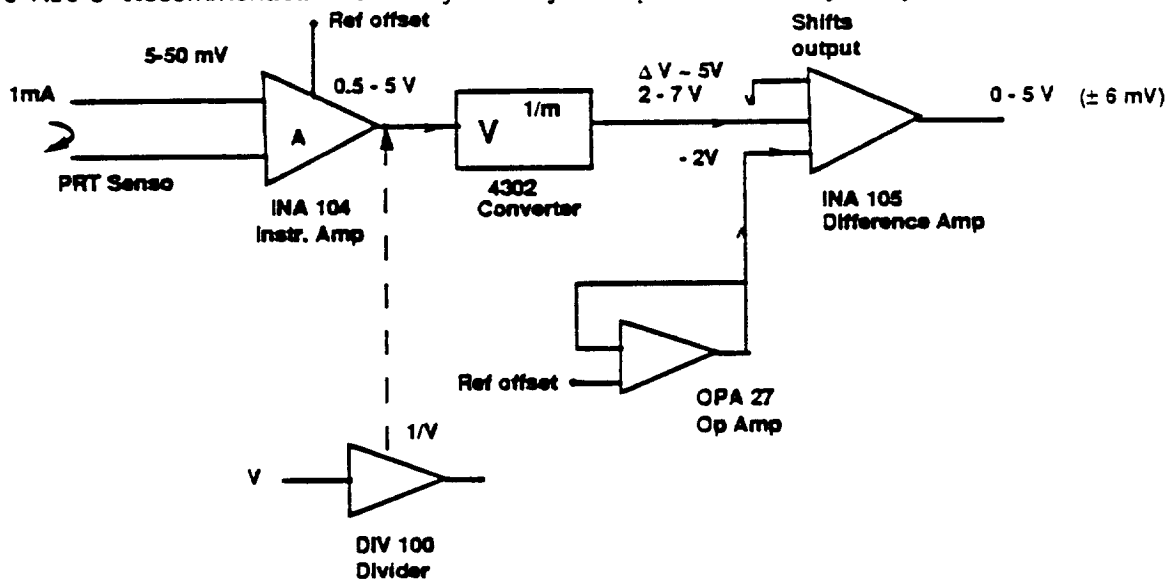 Ref offset
Shifts
output
5-50 mV
1mA
0.5 - 5 V
Δ V ~ 5V
2 - 7 V
0 - 5 V (± 6 mV)
A
V
1/m
- 2V
PRT Senso
INA 104
Instr. Amp
4302
Converter
INA 105
Difference Amp
Ref offset
OPA 27
Op Amp
1/V
V
DIV 100
Divider